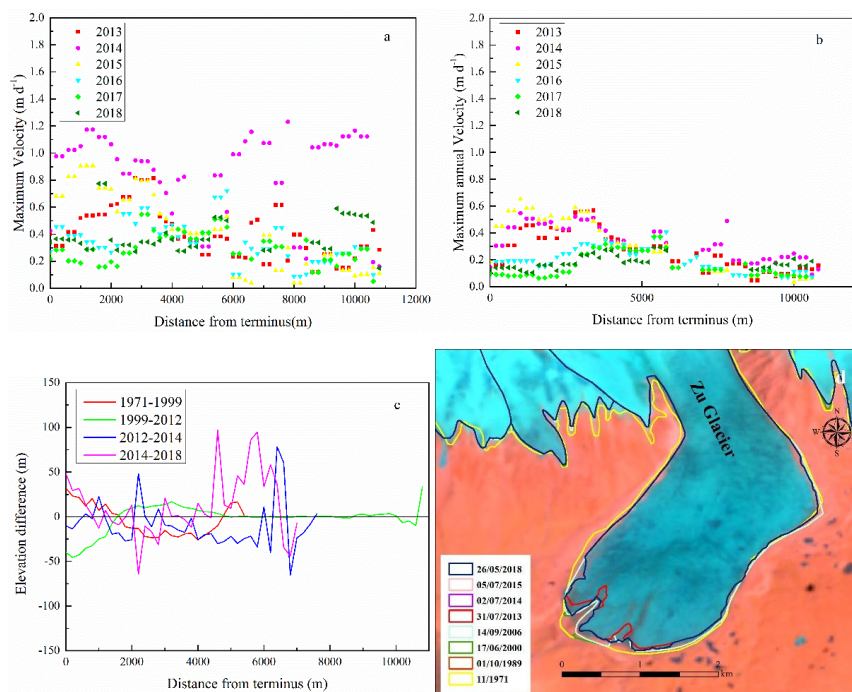 a
2.0
1.8
1.6
1.4
1.2
1.0
0.8
0.6
0.4
0.2
0.0
2013
2014
2015
2016
2017
2018
Maximum Velocity (m d⁻¹)
0 2000 4000 6000 8000 10000 12000
Distance from terminus(m)
b
2.0
1.8
1.6
1.4
1.2
1.0
0.8
0.6
0.4
0.2
0.0
2013
2014
2015
2016
2017
2018
Maximum annual Velocity (m d⁻¹)
0 5000 10000
Distance from terminus (m)
c
150
100
50
0
-50
-100
-150
1971-1999
1999-2012
2012-2014
2014-2018
Elevation difference (m)
0 2000 4000 6000 8000 10000
Distance from terminus (m)
d
Zu Glacier
N
W E
S
26/05/2018
05/07/2015
02/07/2014
31/07/2013
14/09/2006
17/06/2000
01/10/1989
11/1971
0 1 2
km